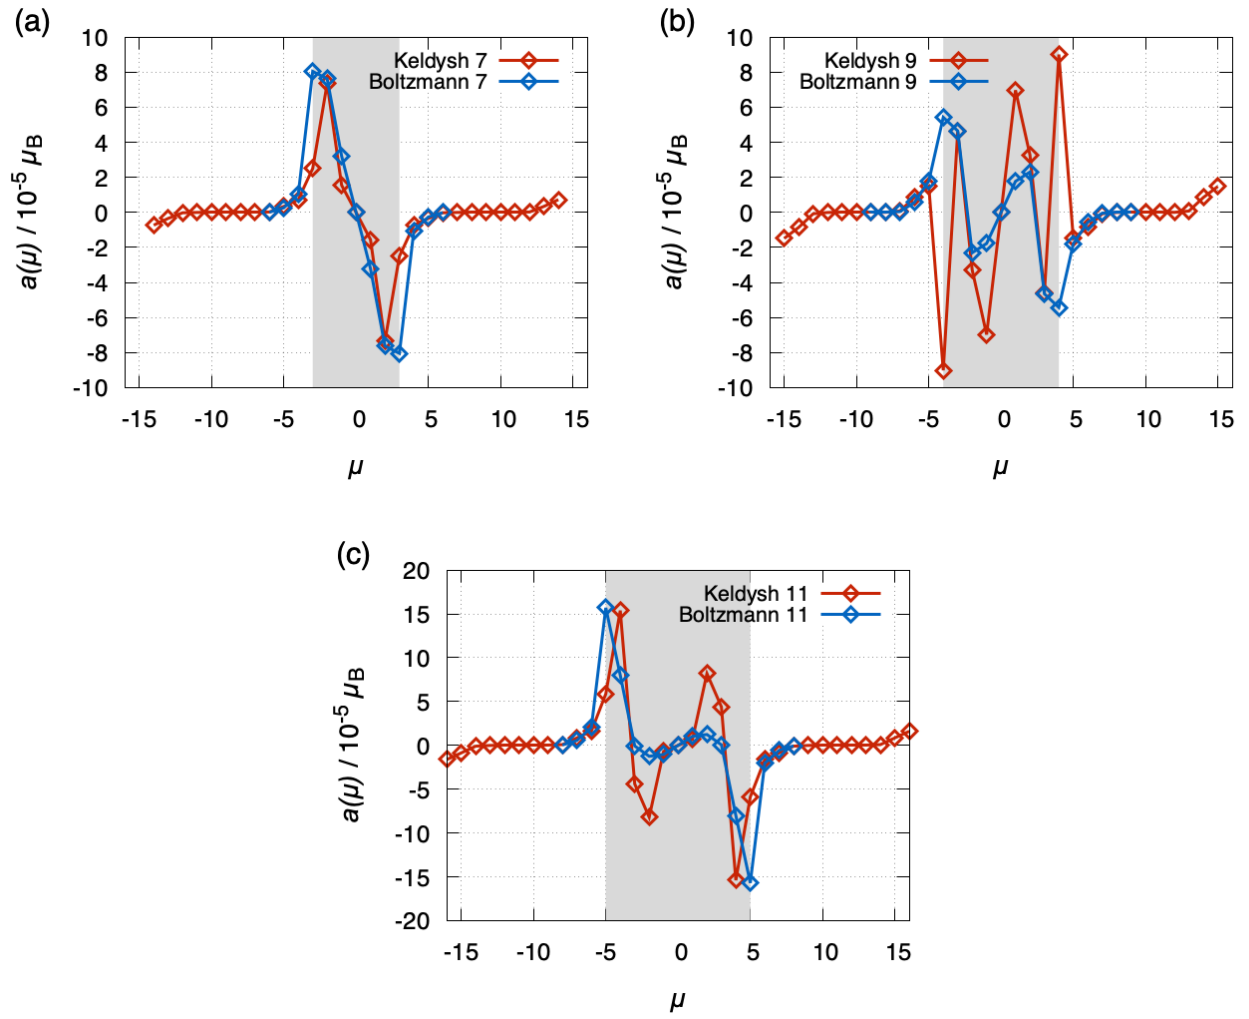 (a)
10
8
6
4
2
0
-2
-4
-6
-8
-10
a(μ) / 10-5 μB
Keldysh 7
Boltzmann 7
-15 -10 -5 0 5 10 15
μ
(b)
10
8
6
4
2
0
-2
-4
-6
-8
-10
a(μ) / 10-5 μB
Keldysh 9
Boltzmann 9
-15 -10 -5 0 5 10 15
μ
(c)
20
15
10
5
0
-5
-10
-15
-20
a(μ) / 10-5 μB
Keldysh 11
Boltzmann 11
-15 -10 -5 0 5 10 15
μ